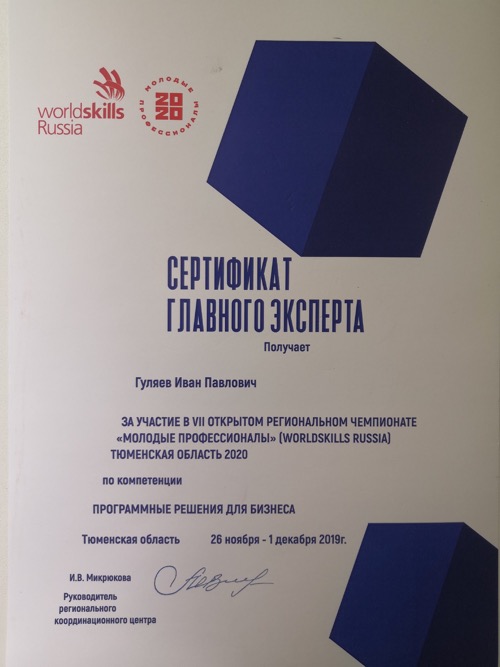 worldskills
Russia
МОЛОДЫЕ ПРОФЕССИОНАЛЫ
20
20
СЕРТИФИКАТ
ГЛАВНОГО ЭКСПЕРТА
Получает
Гуляев Иван Павлович
ЗА УЧАСТИЕ В VII ОТКРЫТОМ РЕГИОНАЛЬНОМ ЧЕМПИОНАТЕ
«МОЛОДЫЕ ПРОФЕССИОНАЛЫ» (WORLDSKILLS RUSSIA)
ТЮМЕНСКАЯ ОБЛАСТЬ 2020
по компетенции
ПРОГРАММНЫЕ РЕШЕНИЯ ДЛЯ БИЗНЕСА
Тюменская область 26 ноября - 1 декабря 2019г.
И.В. Микрюкова
Руководитель
регионального
координационного центра